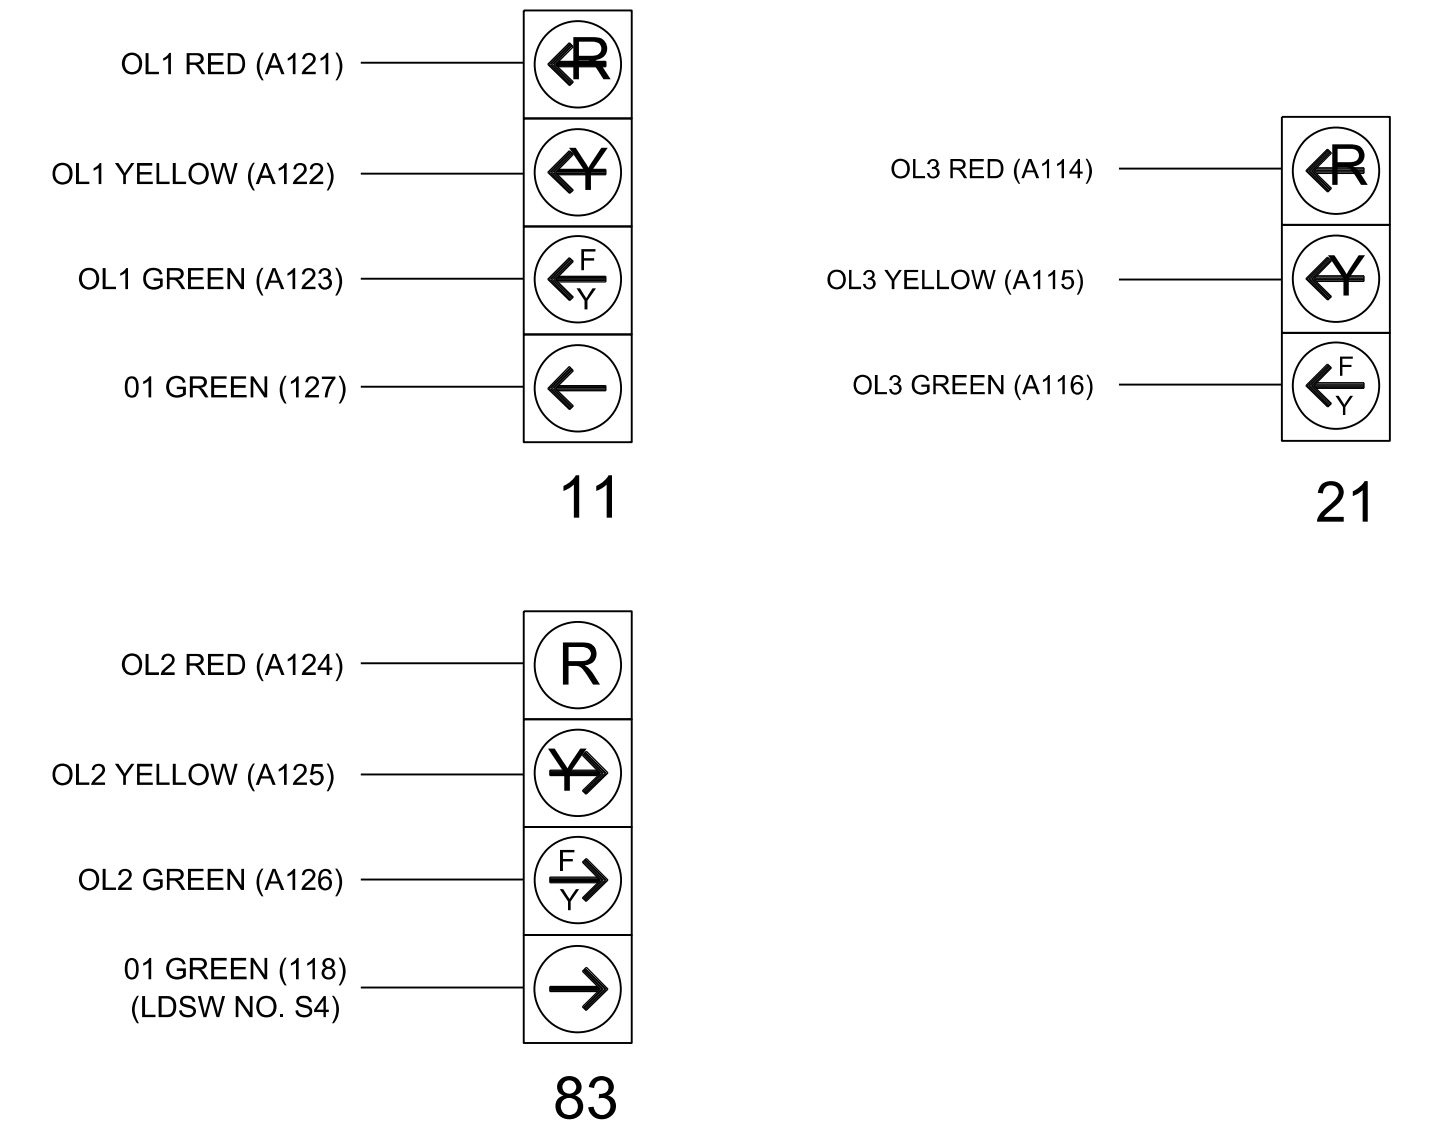 OL1 RED (A121)
R
OL1 YELLOW (A122)
Y
OL1 GREEN (A123)
F
Y
01 GREEN (127)
11
OL3 RED (A114)
R
OL3 YELLOW (A115)
Y
OL3 GREEN (A116)
F
Y
21
OL2 RED (A124)
R
OL2 YELLOW (A125)
Y
OL2 GREEN (A126)
F
Y
01 GREEN (118)
(LDSW NO. S4)
83